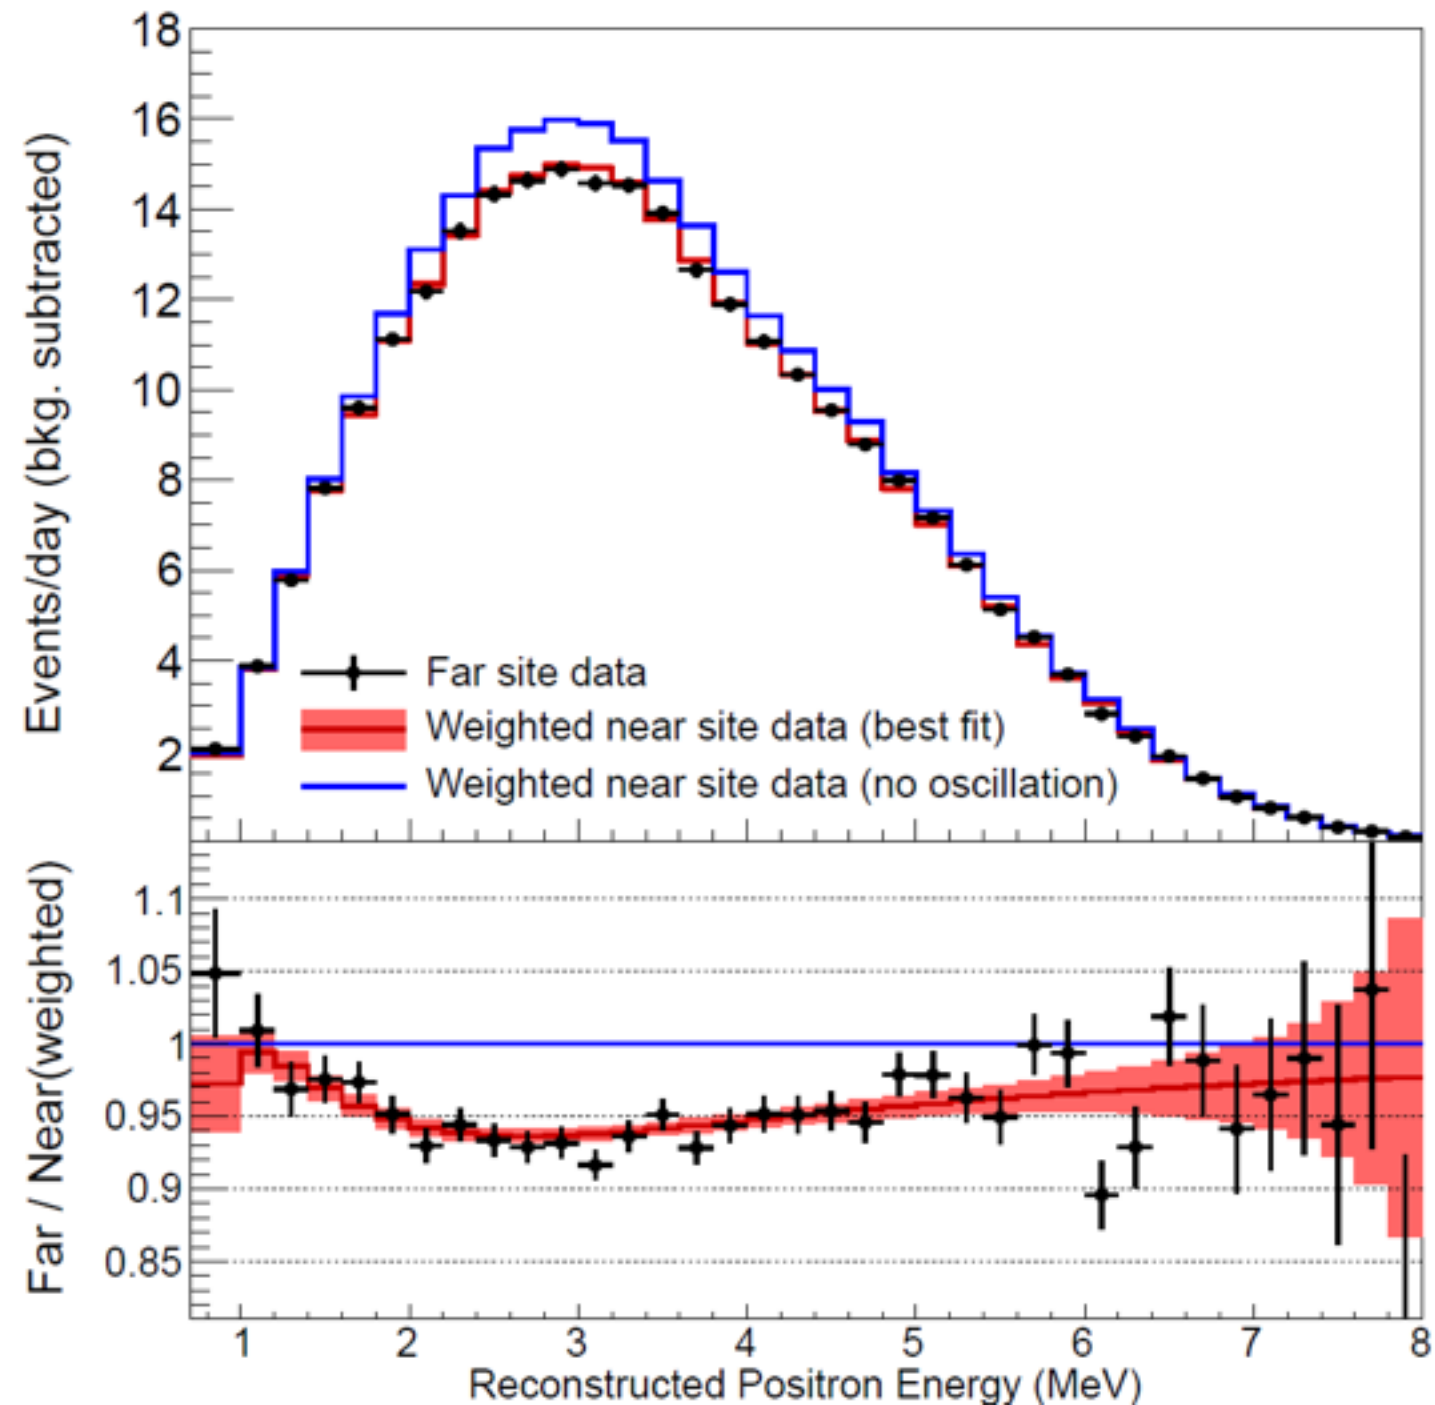 18
16
14
12
10
8
6
4
2
Events/day (bkg. subtracted)
Far site data
Weighted near site data (best fit)
Weighted near site data (no oscillation)
1.1
1.05
1
0.95
0.9
0.85
Far / Near(weighted)
1 2 3 4 5 6 7 8
Reconstructed Positron Energy (MeV)